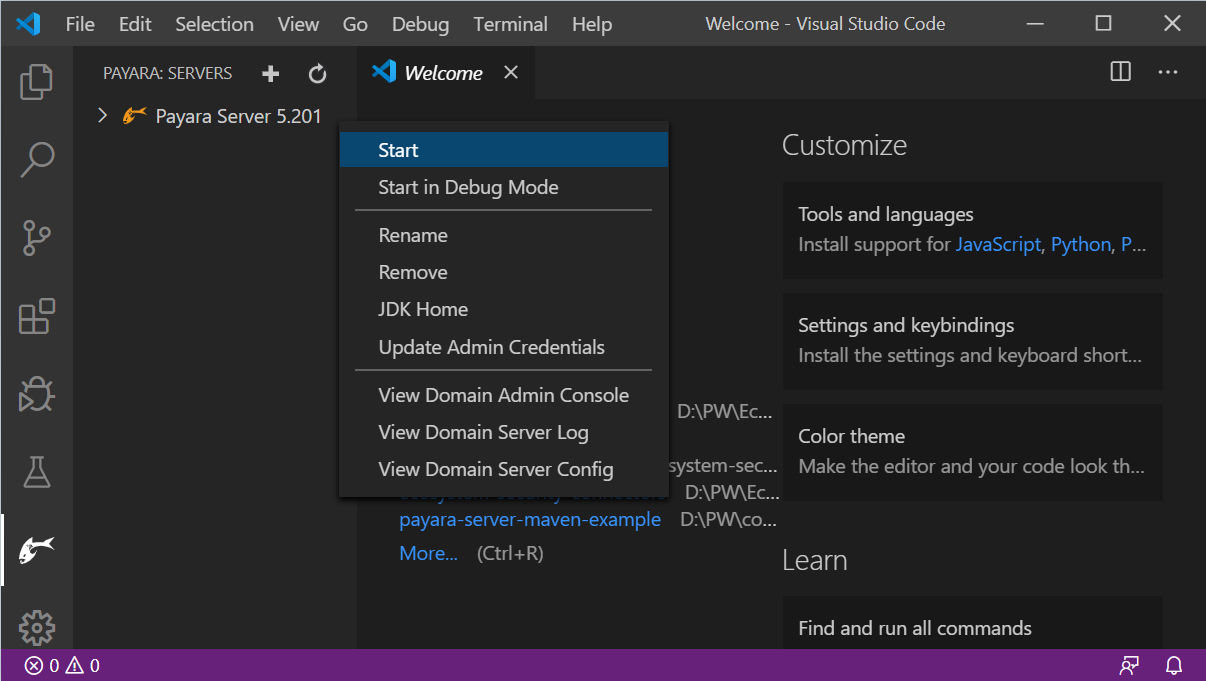 File Edit Selection View Go Debug Terminal Help Welcome - Visual Studio Code
PAYARA: SERVERS
Welcome
Payara Server 5.201
Start
Start in Debug Mode
Rename
Remove
JDK Home
Update Admin Credentials
View Domain Admin Console
View Domain Server Log
View Domain Server Config
D:\PW\Ec...
system-sec...
D:\PW\Ec...
payara-server-maven-example D:\PW\co...
More... (Ctrl+R)
Customize
Tools and languages
Install support for JavaScript, Python, P...
Settings and keybindings
Install the settings and keyboard short...
Color theme
Make the editor and your code look th...
Learn
Find and run all commands
0 0